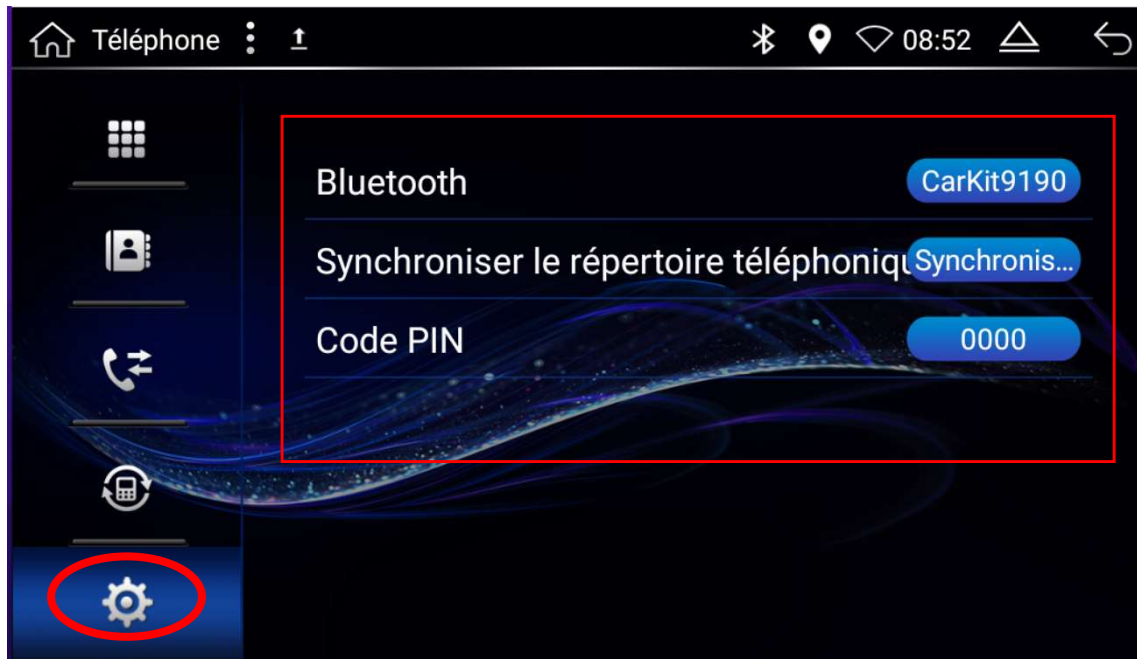 Téléphone 08:52
Bluetooth CarKit9190
Synchroniser le répertoire téléphoniqu Synchronis...
Code PIN 0000